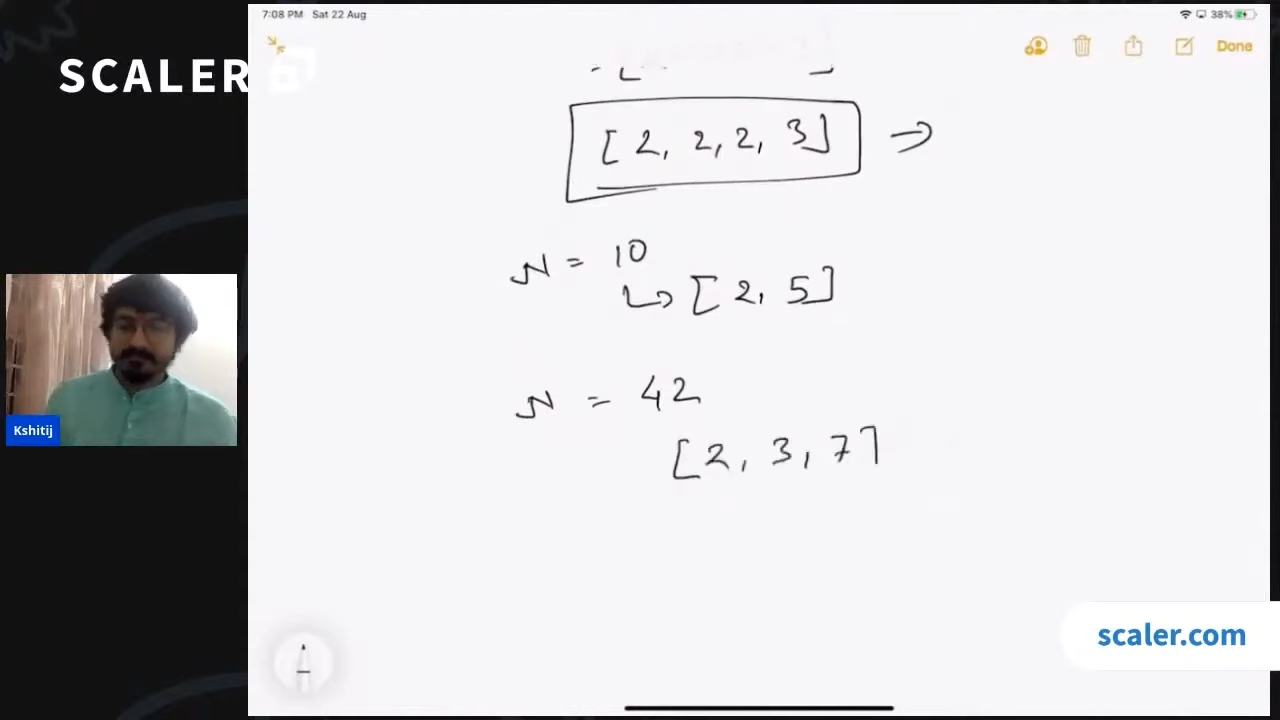 7:08 PM Sat 22 Aug
38%
SCALER
Done
[2, 2, 2, 3] →
N = 10
↳ [2, 5]
Kshitij
N = 42
[2, 3, 7]
scaler.com